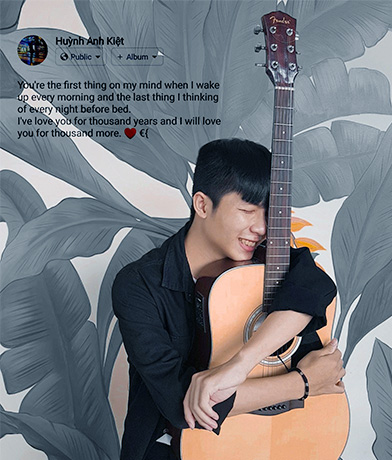 Fender
Huỳnh Anh Kiệt
Public + Album
You're the first thing on my mind when I wake
up every morning and the last thing I thinking
of every night before bed.
I've love you for thousand years and I will love
you for thousand more. ❤ €{